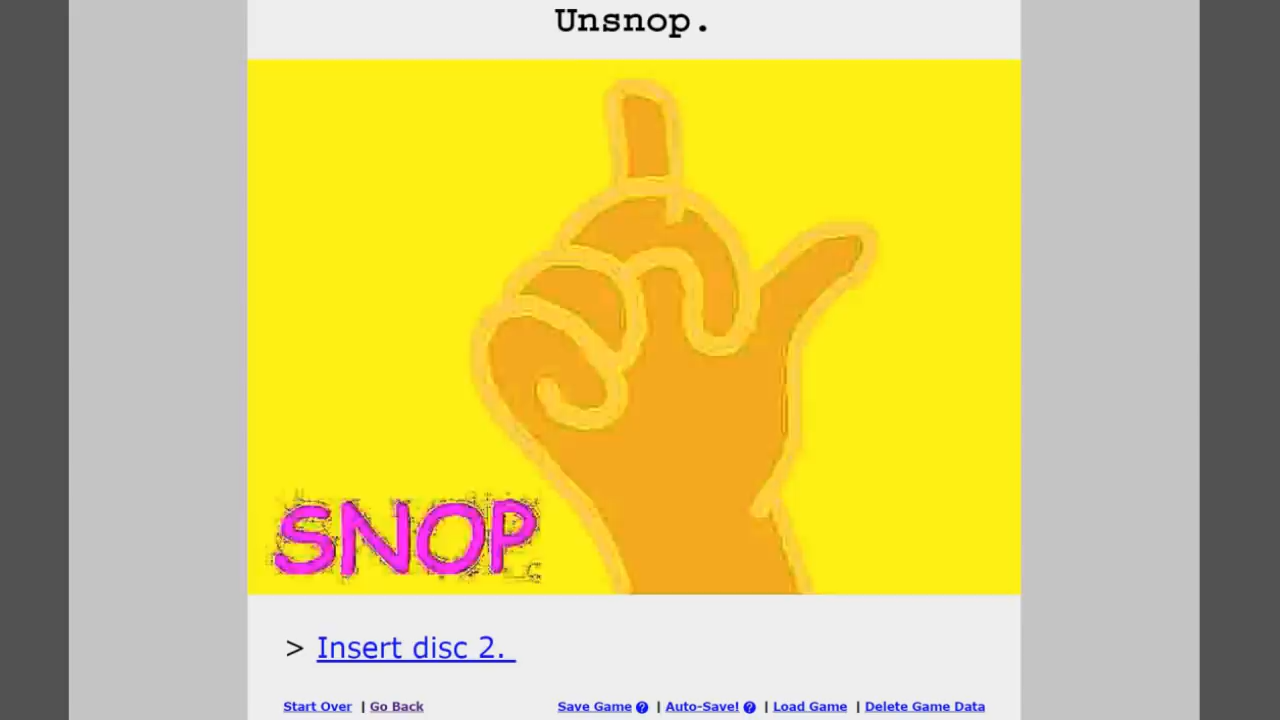 Unsnop.
SNOP
> Insert disc 2.
Start Over | Go Back Save Game ? | Auto-Save! ? | Load Game | Delete Game Data